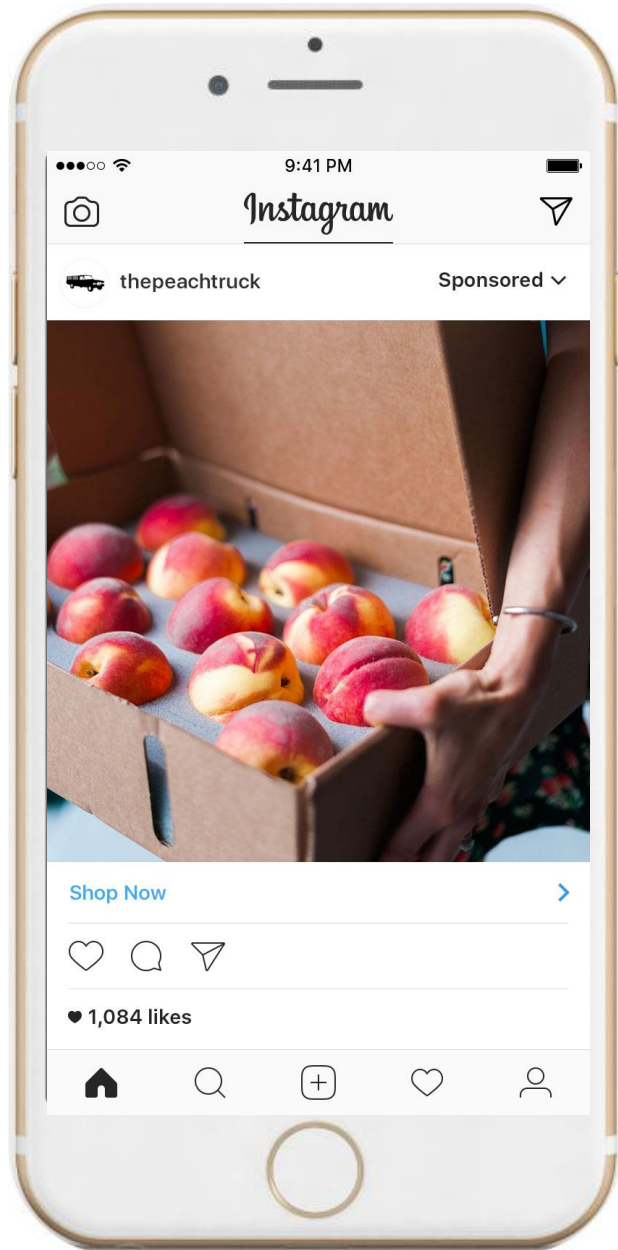 9:41 PM
Instagram
thepeachtruck
Sponsored
Shop Now
1,084 likes